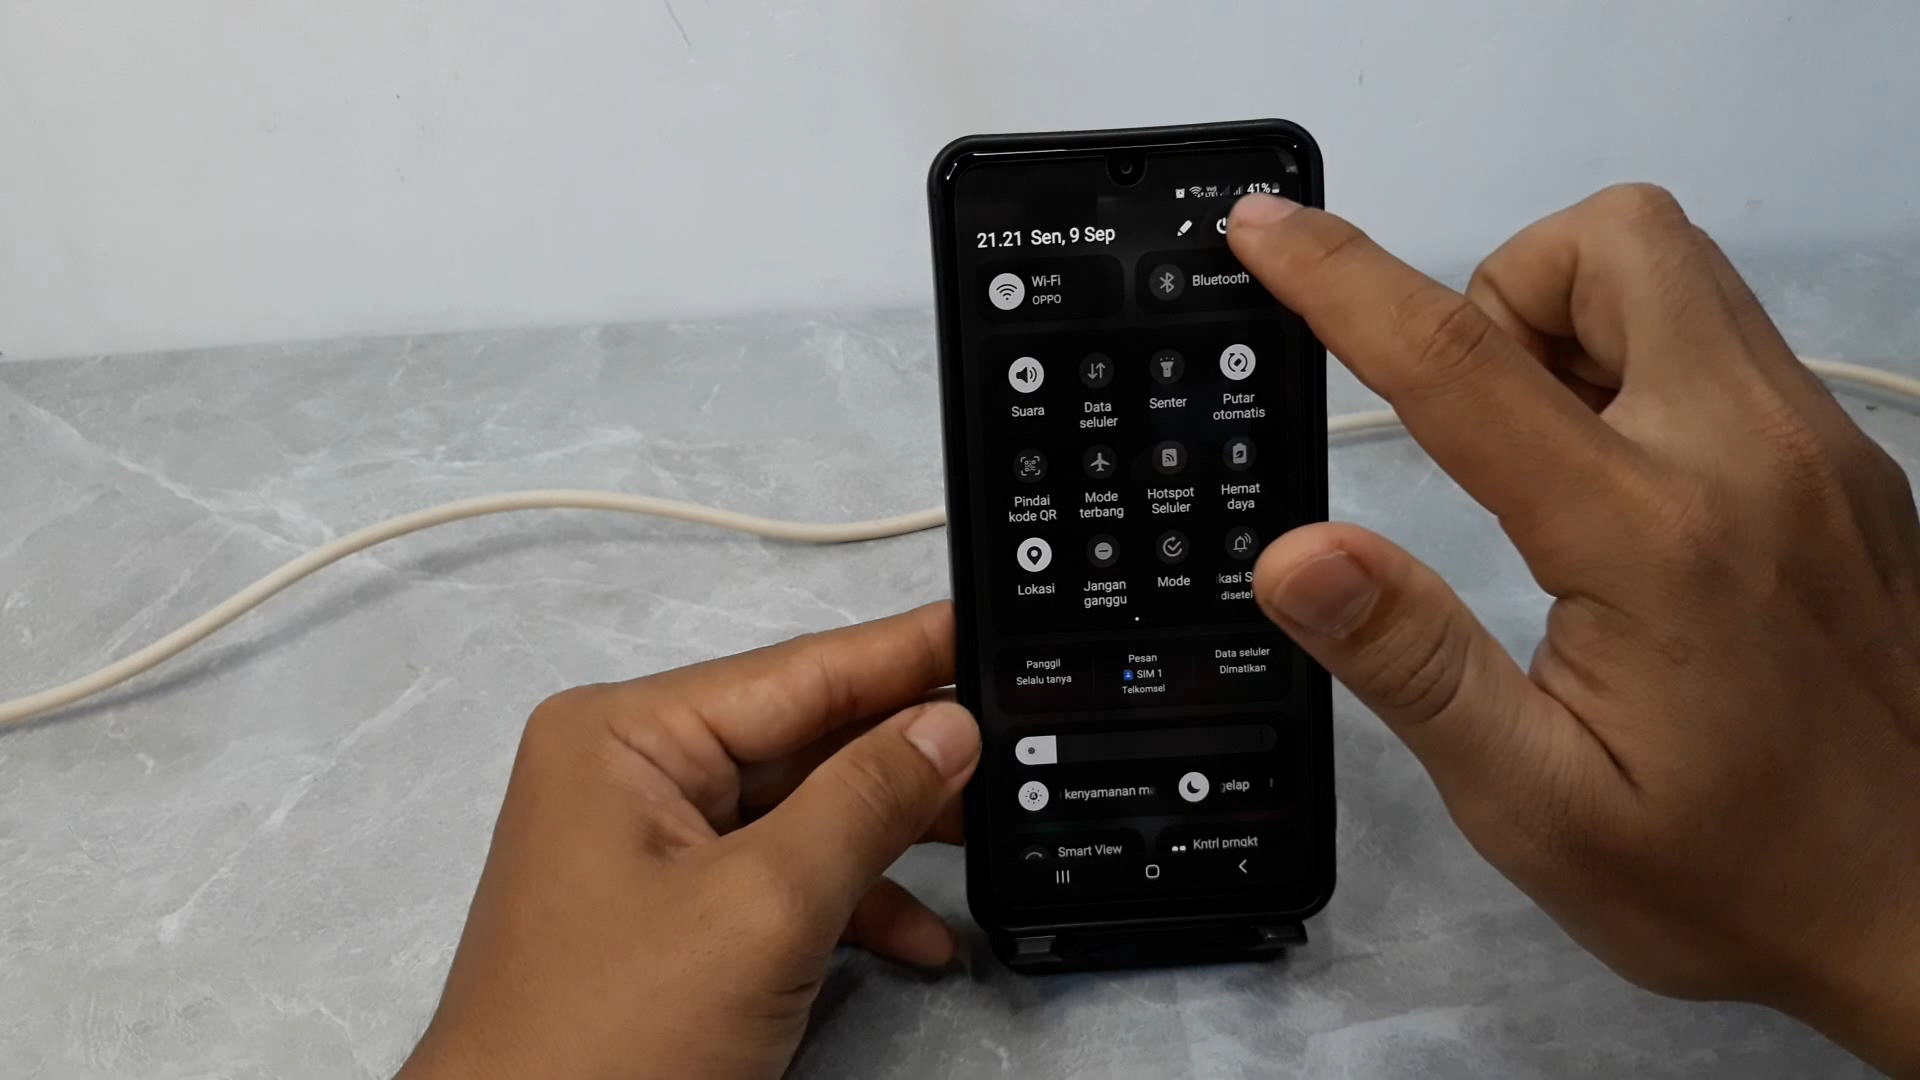 41%
21.21 Sen, 9 Sep
Wi-Fi
OPPO
Bluetooth
Suara
Data
seluler
Senter
Putar
otomatis
Pindai
kode QR
Mode
terbang
Hotspot
Seluler
Hemat
daya
Lokasi
Jangan
ganggu
Mode
kasi S
disetel
Panggil
Selalu tanya
Pesan
SIM 1
Telkomsel
Data seluler
Dimatikan
kenyamanan m
gelap
Smart View
Kntrl prngkt